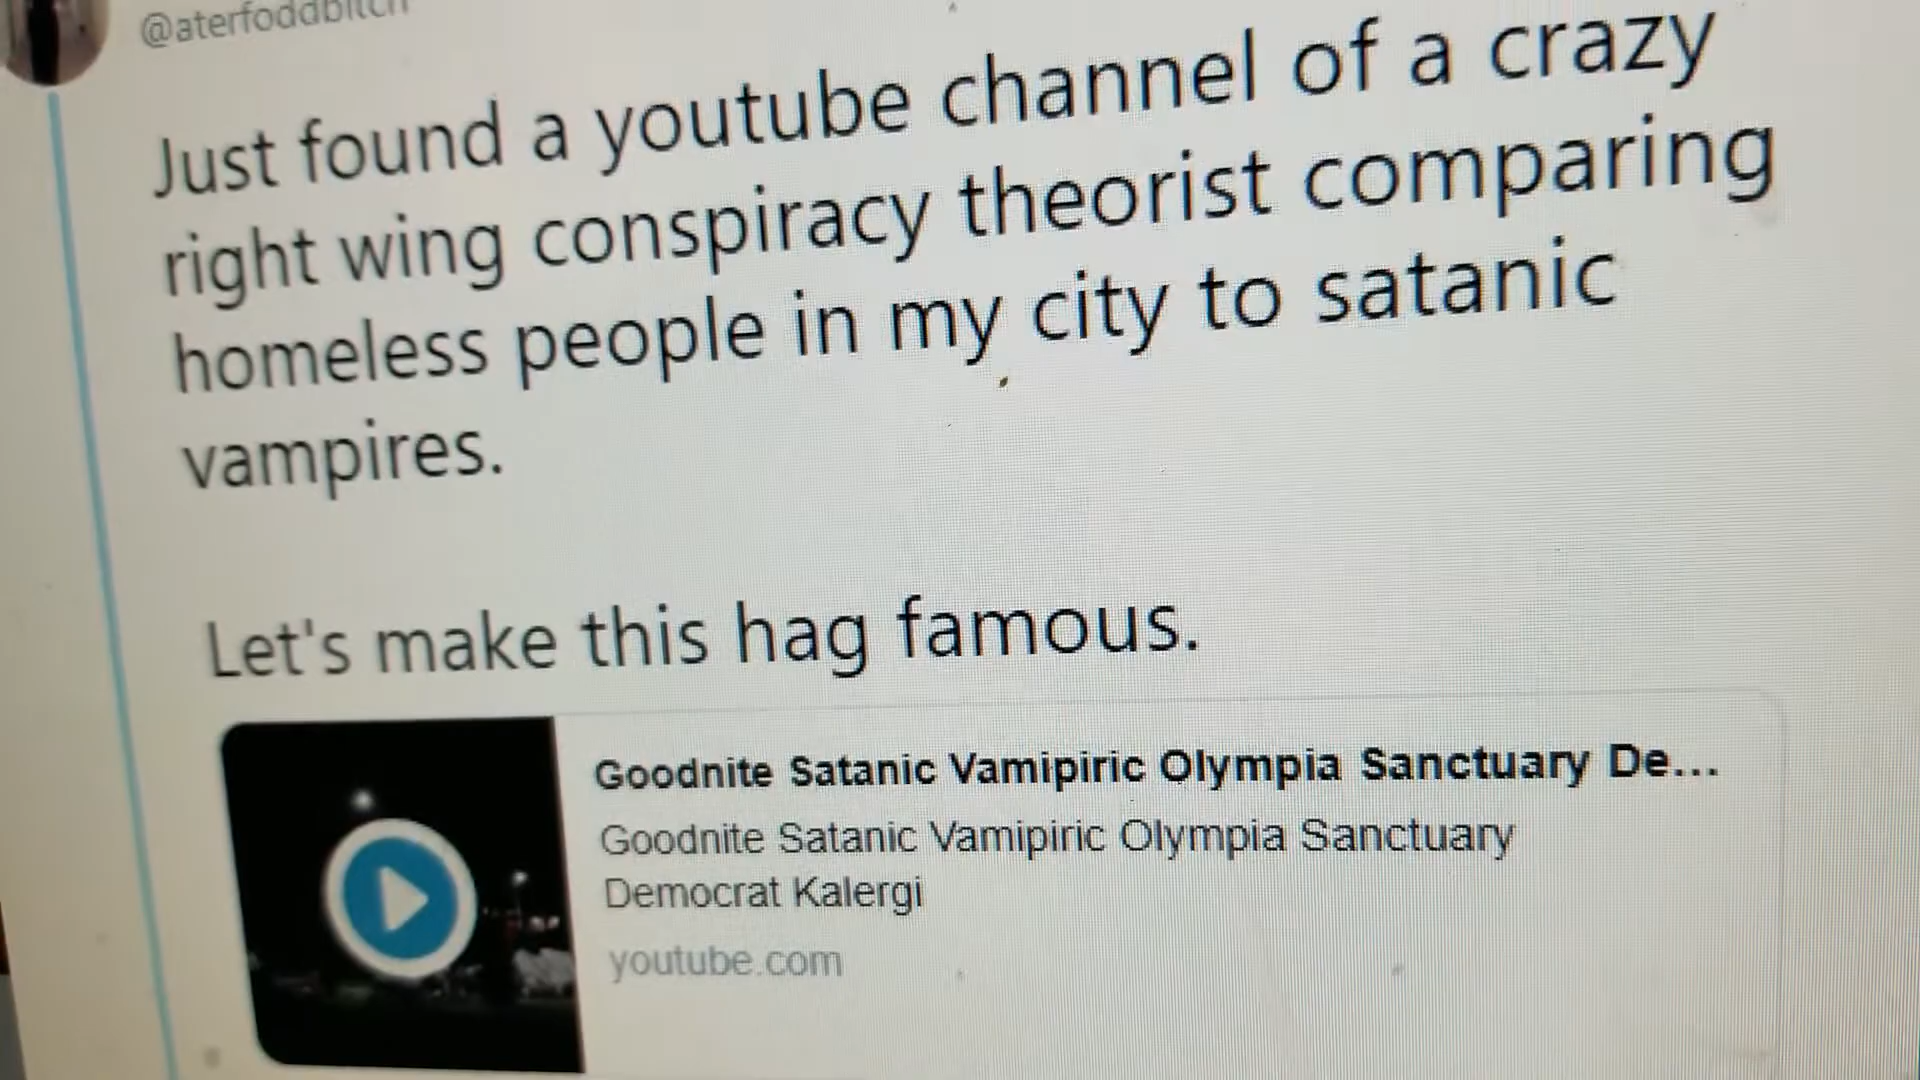 @aterfoddbitch
Just found a youtube channel of a crazy
right wing conspiracy theorist comparing
homeless people in my city to satanic
vampires.
Let's make this hag famous.
Goodnite Satanic Vamipiric Olympia Sanctuary De...
Goodnite Satanic Vamipiric Olympia Sanctuary
Democrat Kalergi
youtube.com